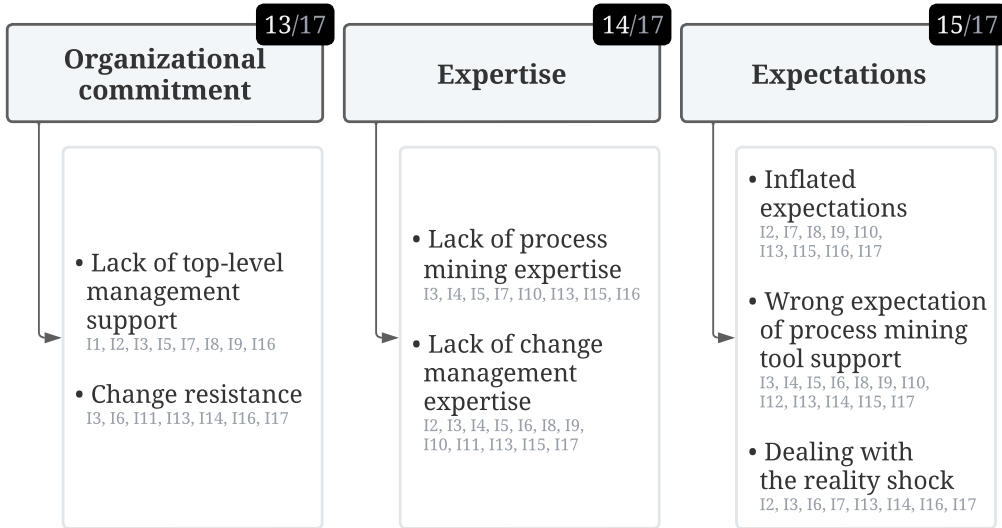 13/17
Organizational
commitment
• Lack of top-level
management
support
I1, I2, I3, I5, I7, I8, I9, I16
• Change resistance
I3, I6, I11, I13, I14, I16, I17
14/17
Expertise
• Lack of process
mining expertise
I3, I4, I5, I7, I10, I13, I15, I16
• Lack of change
management
expertise
I2, I3, I4, I5, I6, I8, I9,
I10, I11, I13, I15, I17
15/17
Expectations
• Inflated
expectations
I2, I7, I8, I9, I10,
I13, I15, I16, I17
• Wrong expectation
of process mining
tool support
I3, I4, I5, I6, I8, I9, I10,
I12, I13, I14, I15, I17
• Dealing with
the reality shock
I2, I3, I6, I7, I13, I14, I16, I17